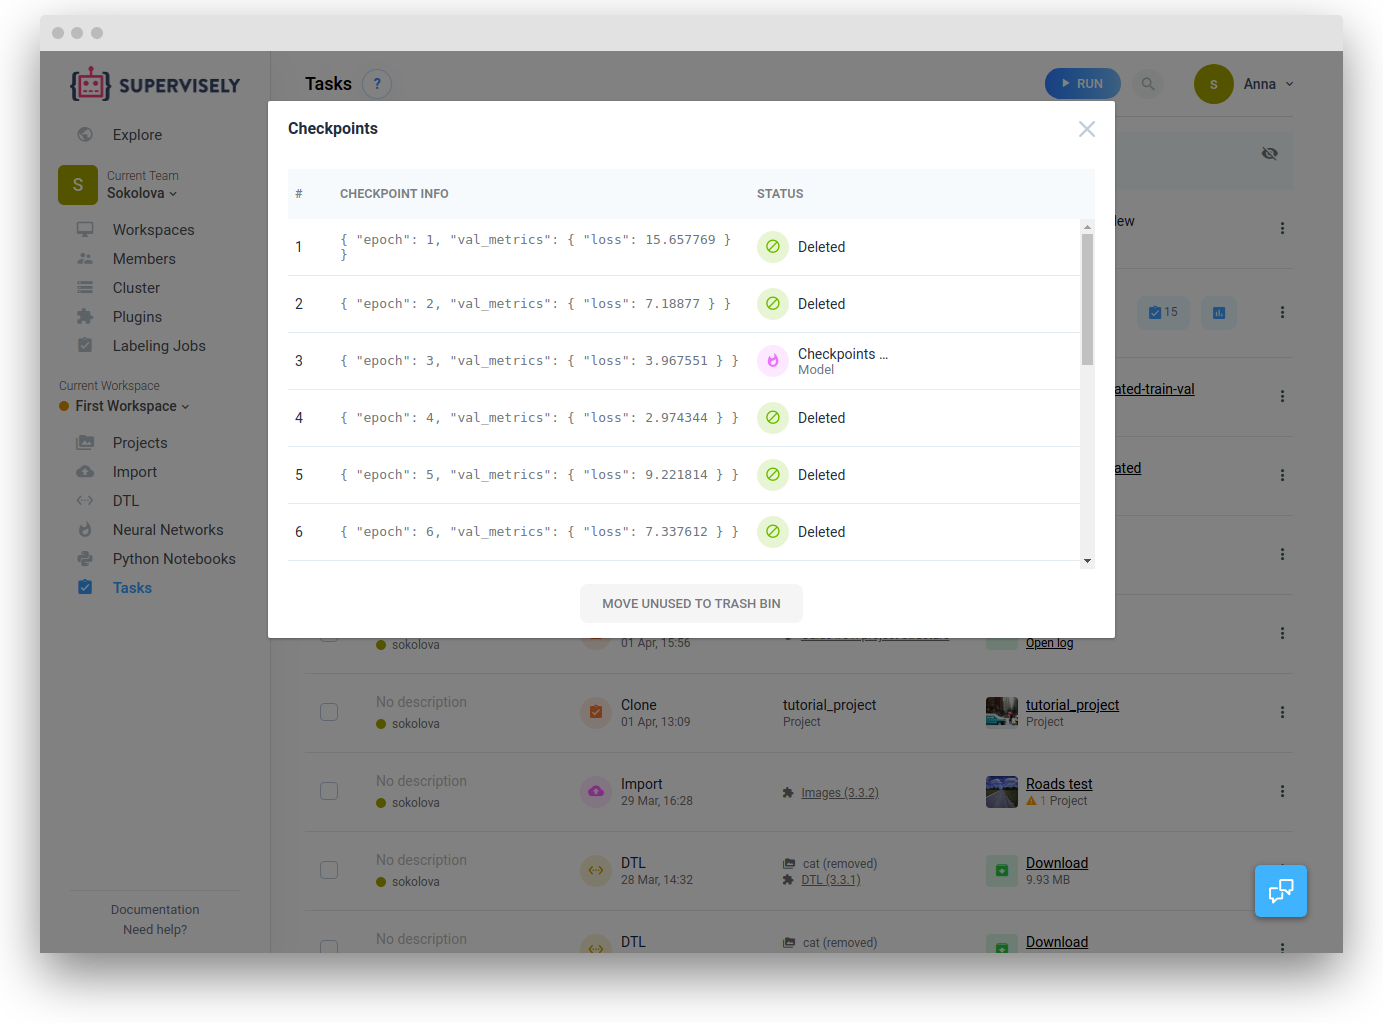 SUPERVISELY
Tasks
?
RUN
S
Anna
Explore
S
Current Team
Sokolova
Workspaces
Members
Cluster
Plugins
Labeling Jobs
Current Workspace
First Workspace
Projects
Import
DTL
Neural Networks
Python Notebooks
Tasks
Documentation
Need help?
Checkpoints
# CHECKPOINT INFO STATUS
1 { "epoch": 1, "val_metrics": { "loss": 15.657769 }
} Deleted
2 { "epoch": 2, "val_metrics": { "loss": 7.18877 } } Deleted
3 { "epoch": 3, "val_metrics": { "loss": 3.967551 } } Checkpoints ...
Model
4 { "epoch": 4, "val_metrics": { "loss": 2.974344 } } Deleted
5 { "epoch": 5, "val_metrics": { "loss": 9.221814 } } Deleted
6 { "epoch": 6, "val_metrics": { "loss": 7.337612 } } Deleted
MOVE UNUSED TO TRASH BIN
15
ated-train-val
ated
sokolova 01 Apr, 15:56 Open log
No description Clone tutorial_project tutorial_project
sokolova 01 Apr, 13:09 Project Project
No description Import Images (3.3.2) Roads test
sokolova 29 Mar, 16:28 1 Project
No description DTL cat (removed) Download
sokolova 28 Mar, 14:32 DTL (3.3.1) 9.93 MB
No description DTL cat (removed) Download